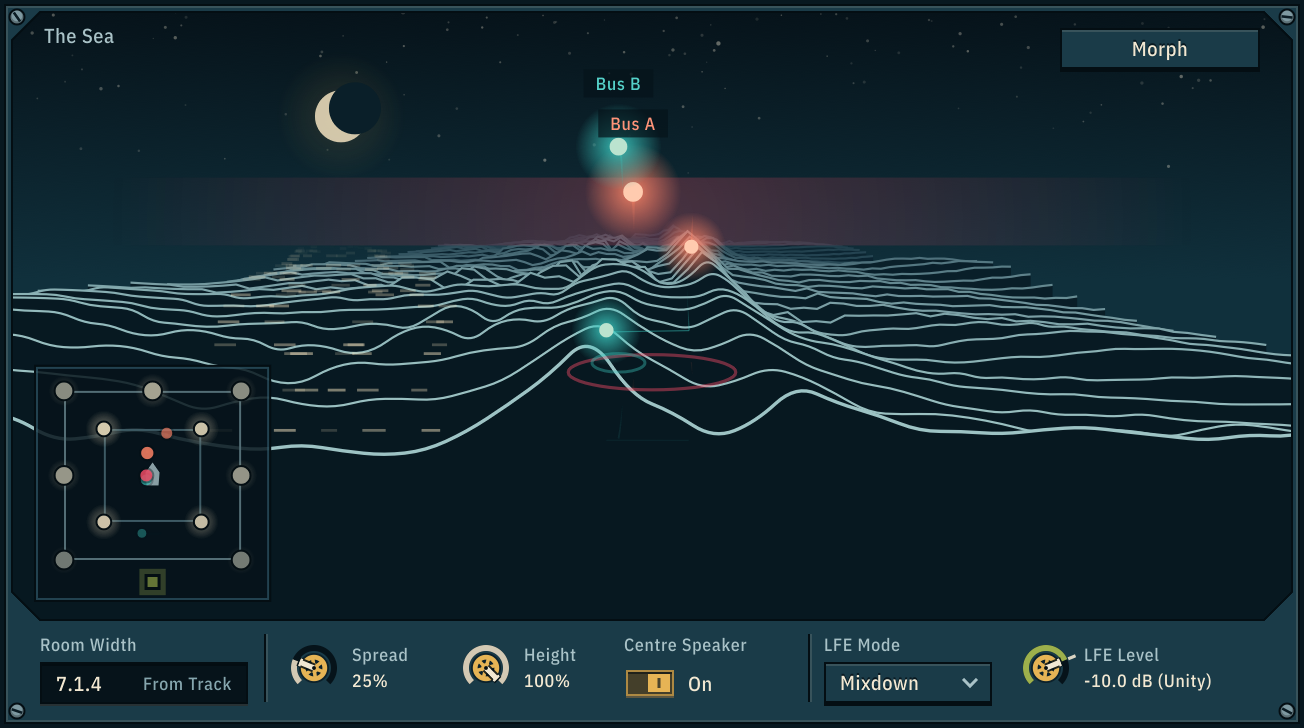 The Sea
Morph
Bus B
Bus A
Room Width
7.1.4 From Track
Spread
25%
Height
100%
Centre Speaker
On
LFE Mode
Mixdown
LFE Level
-10.0 dB (Unity)